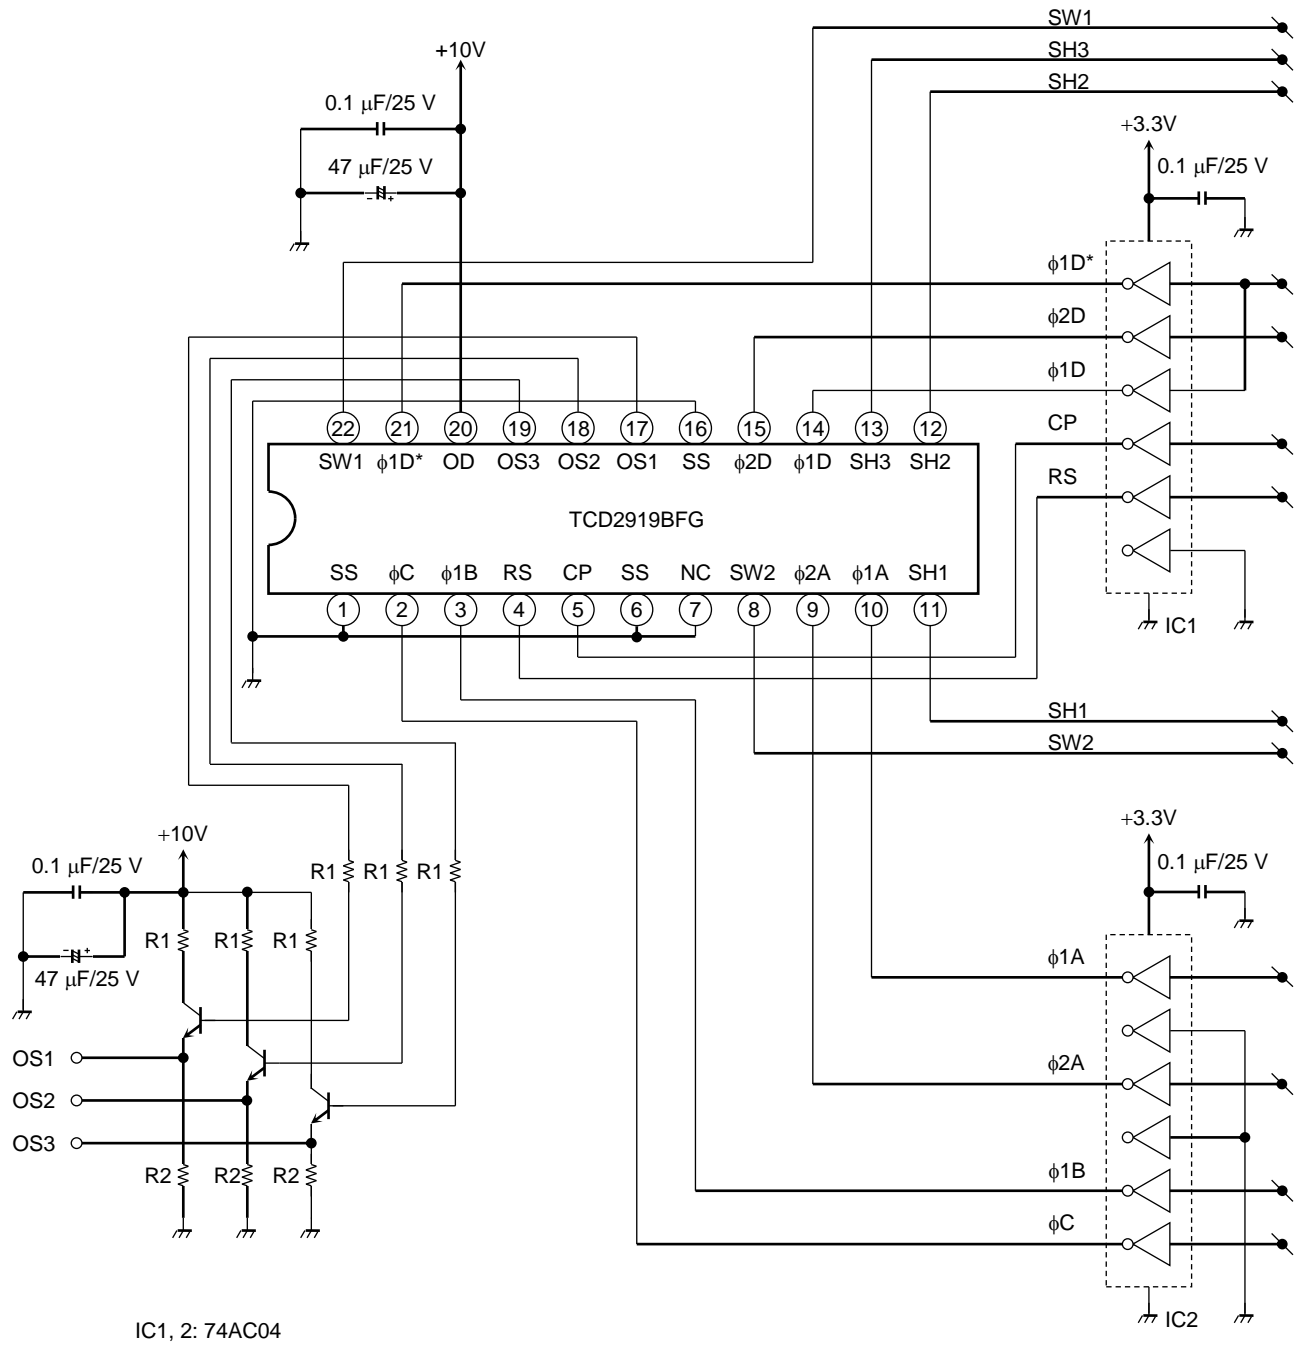 SW1
SH3
SH2
+10V
0.1 μF/25 V
47 μF/25 V
- +
+3.3V
0.1 μF/25 V
ϕ1D*
ϕ2D
ϕ1D
CP
RS
22 21 20 19 18 17 16 15 14 13 12
SW1 ϕ1D* OD OS3 OS2 OS1 SS ϕ2D ϕ1D SH3 SH2
TCD2919BFG
SS ϕC ϕ1B RS CP SS NC SW2 ϕ2A ϕ1A SH1
1 2 3 4 5 6 7 8 9 10 11
IC1
SH1
SW2
+10V
0.1 μF/25 V
R1 R1 R1
R1 R1 R1
- +
47 μF/25 V
OS1
OS2
OS3
R2 R2 R2
+3.3V
0.1 μF/25 V
ϕ1A
ϕ2A
ϕ1B
ϕC
IC2
IC1, 2: 74AC04